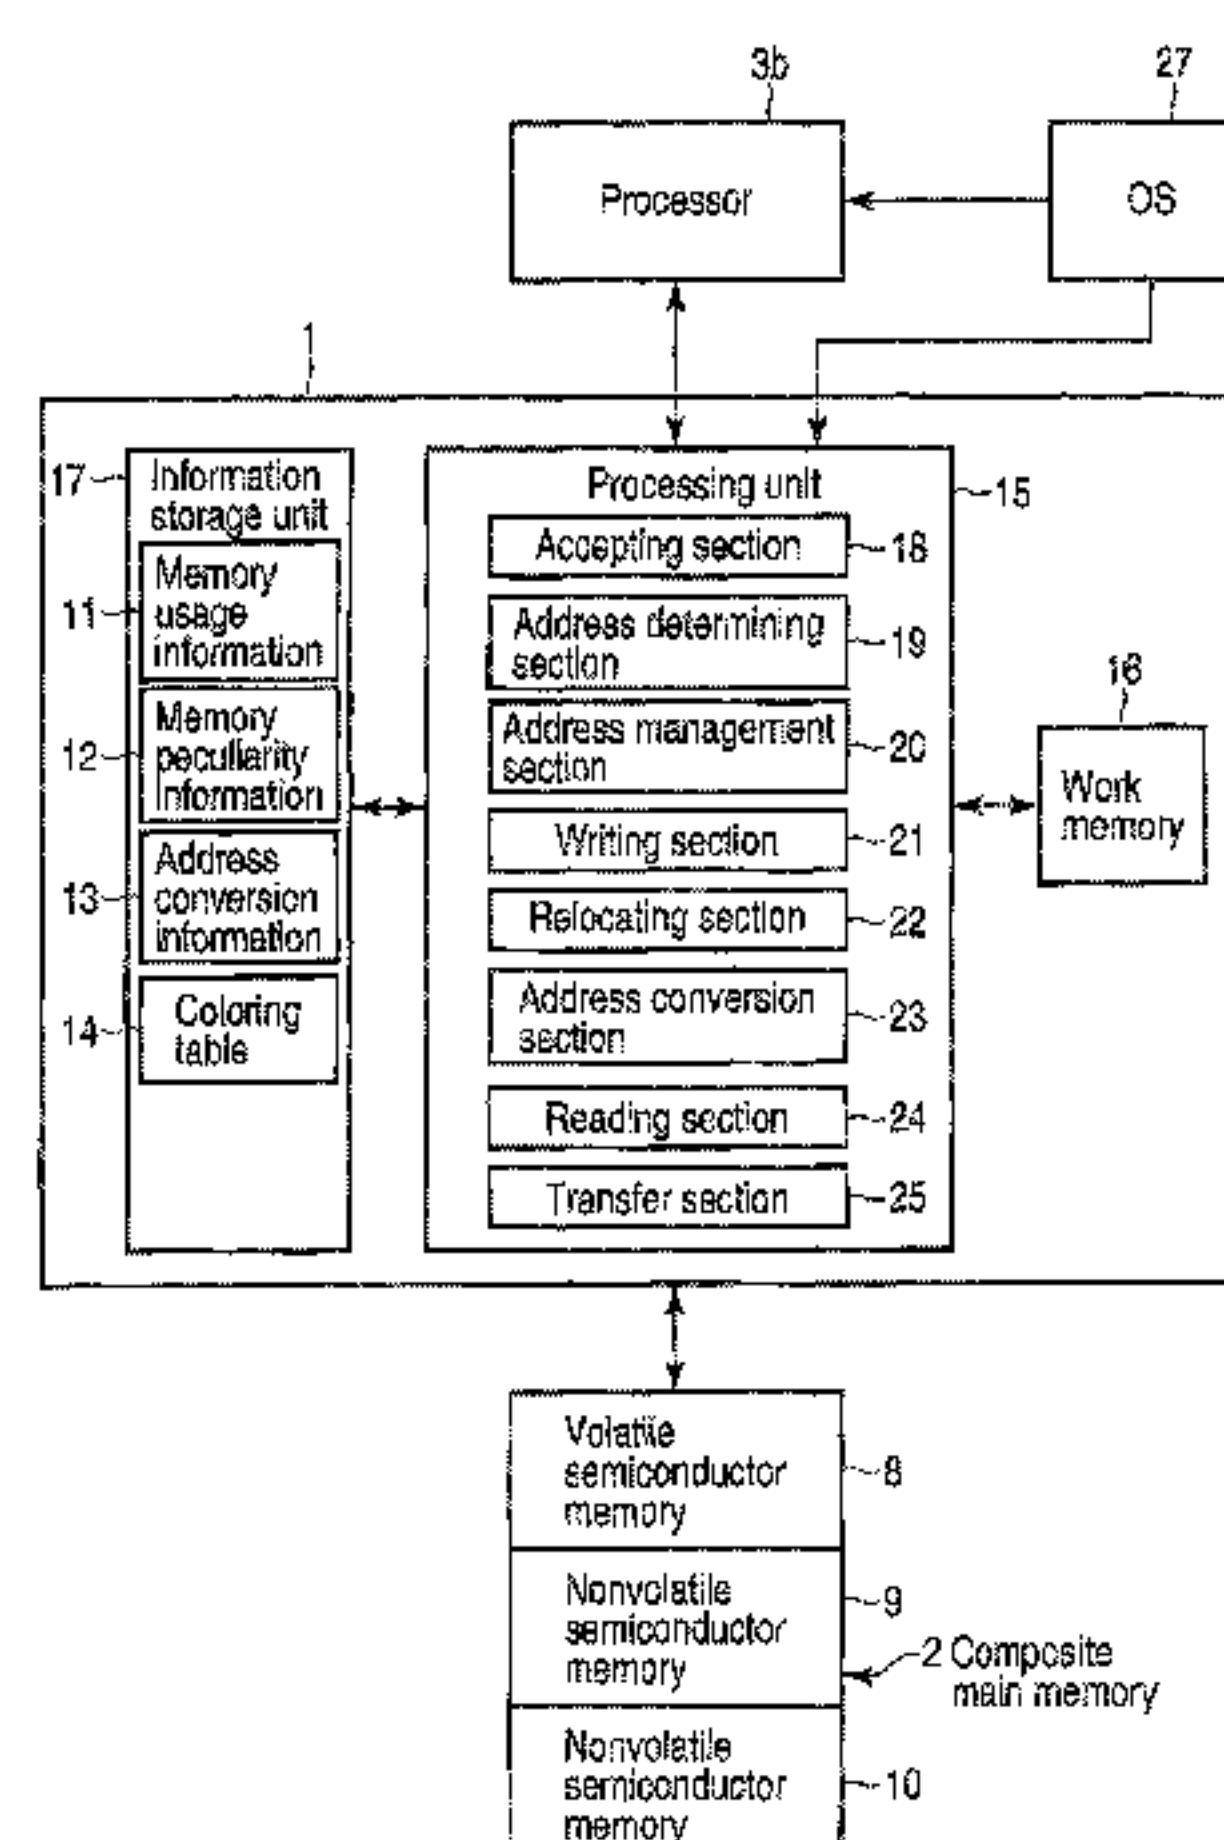 3b
27
Processor
OS
1
17
Information
storage unit
Processing unit
15
Accepting section
18
Memory
usage
information
11
Address determining
section
19
16
Memory
peculiarity
information
12
Address management
section
20
Work
memory
Writing section
21
Address
conversion
information
13
Relocating section
22
Coloring
table
14
Address conversion
section
23
Reading section
24
Transfer section
25
Volatile
semiconductor
memory
8
Nonvolatile
semiconductor
memory
9
2 Composite
main memory
Nonvolatile
semiconductor
memory
10